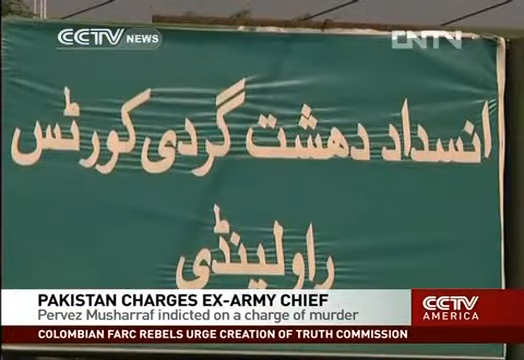 CCTV NEWS
CNTV
انسداد دهشت گردی کورٹس
راولپنڈی
PAKISTAN CHARGES EX-ARMY CHIEF
Pervez Musharraf indicted on a charge of murder
CCTV
AMERICA
COLOMBIAN FARC REBELS URGE CREATION OF TRUTH COMMISSION